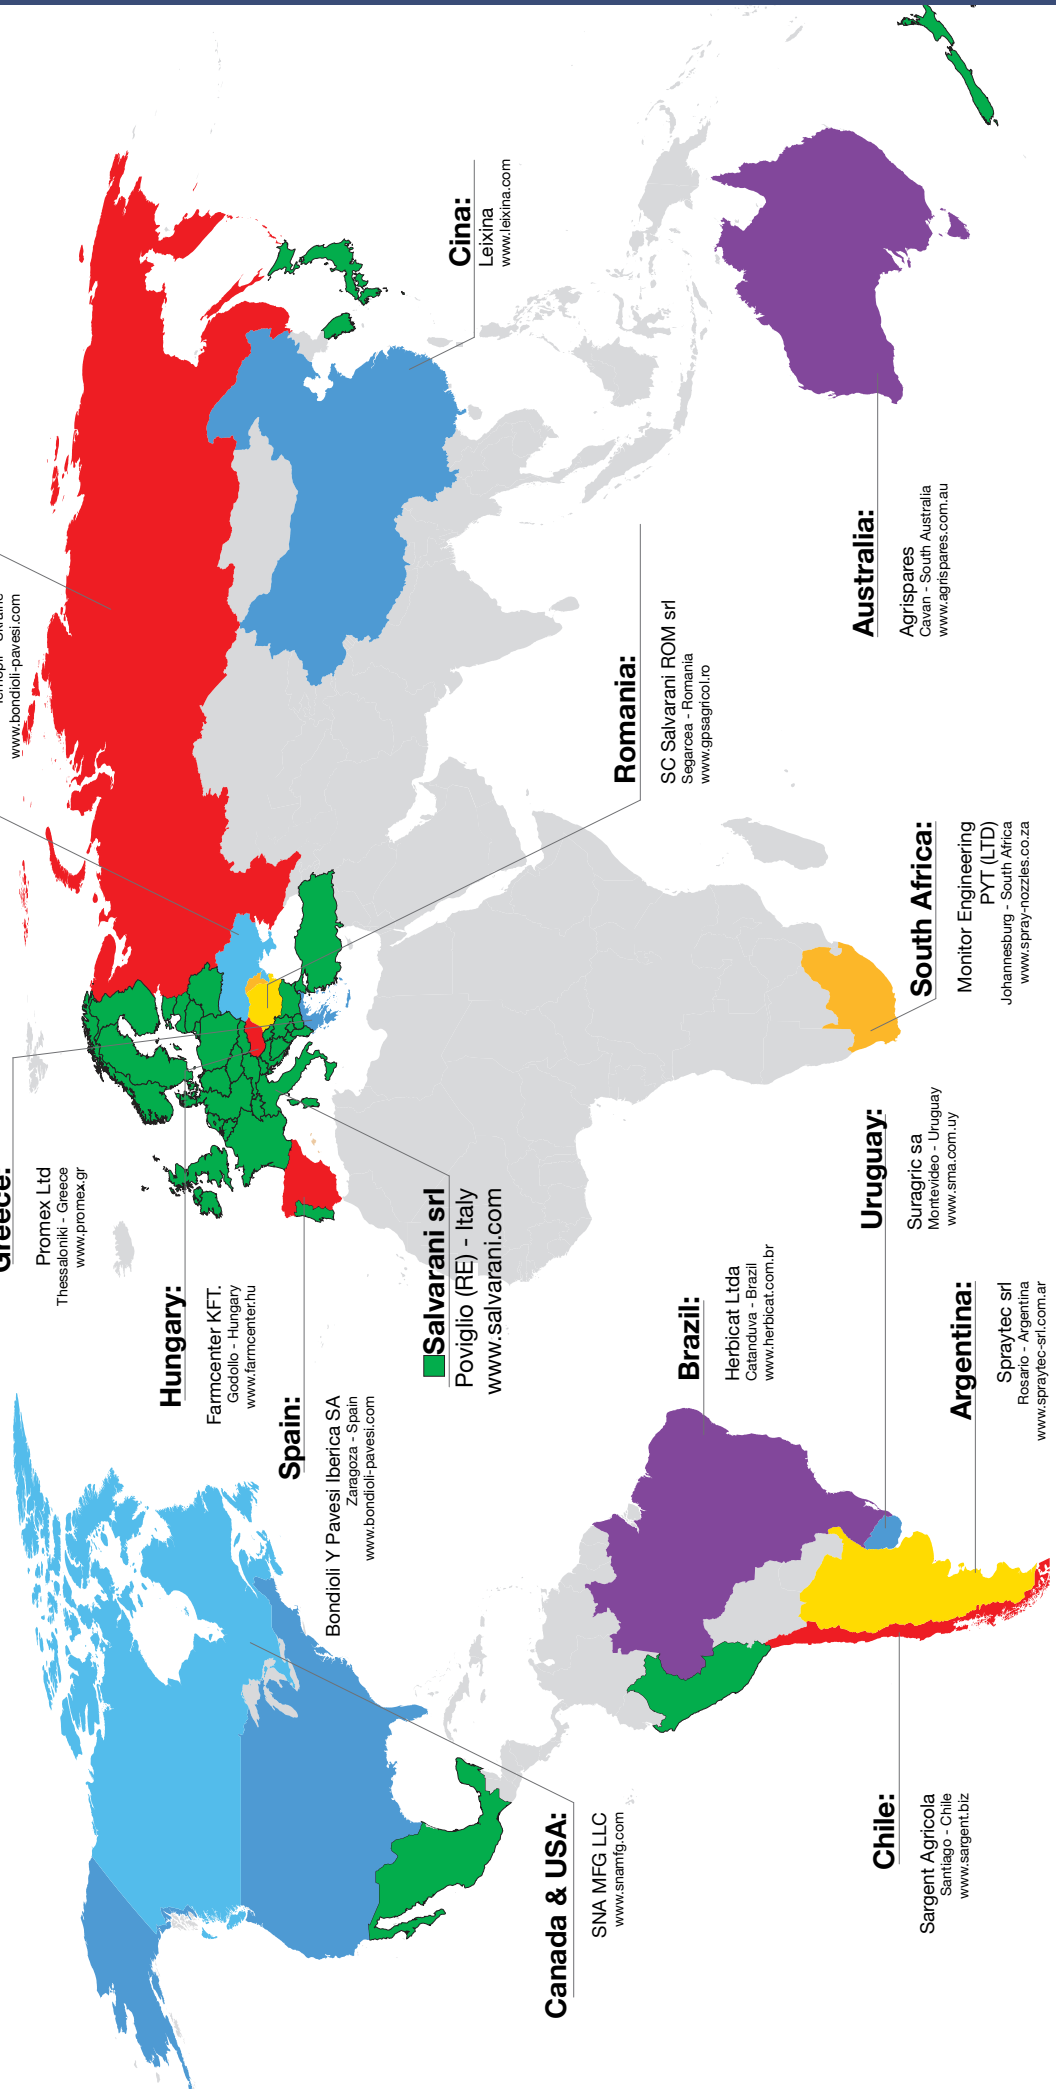 Greece:
Promex Ltd
Thessaloniki - Greece
www.promex.gr
www.bondioli-pavesi.com
Hungary:
Farmcenter KFT.
Godollo - Hungary
www.farmcenter.hu
Spain:
Bondioli Y Pavesi Iberica SA
Zaragoza - Spain
www.bondioli-pavesi.com
Salvarani srl
Poviglio (RE) - Italy
www.salvarani.com
Cina:
Leixina
www.leixina.com
Canada & USA:
SNA MFG LLC
www.snamfg.com
Romania:
SC Salvarani ROM srl
Segarcea - Romania
www.gpsagricol.ro
Brazil:
Herbicat Ltda
Catanduva - Brazil
www.herbicat.com.br
Australia:
Agrispares
Cavan - South Australia
www.agrispares.com.au
Uruguay:
Suragric sa
Montevideo - Uruguay
www.sma.com.uy
Chile:
Sargent Agricola
Santiago - Chile
www.sargent.biz
South Africa:
Monitor Engineering
PYT (LTD)
Johannesburg - South Africa
www.spray-nozzles.co.za
Argentina:
Spraytec srl
Rosario - Argentina
www.spraytec-srl.com.ar